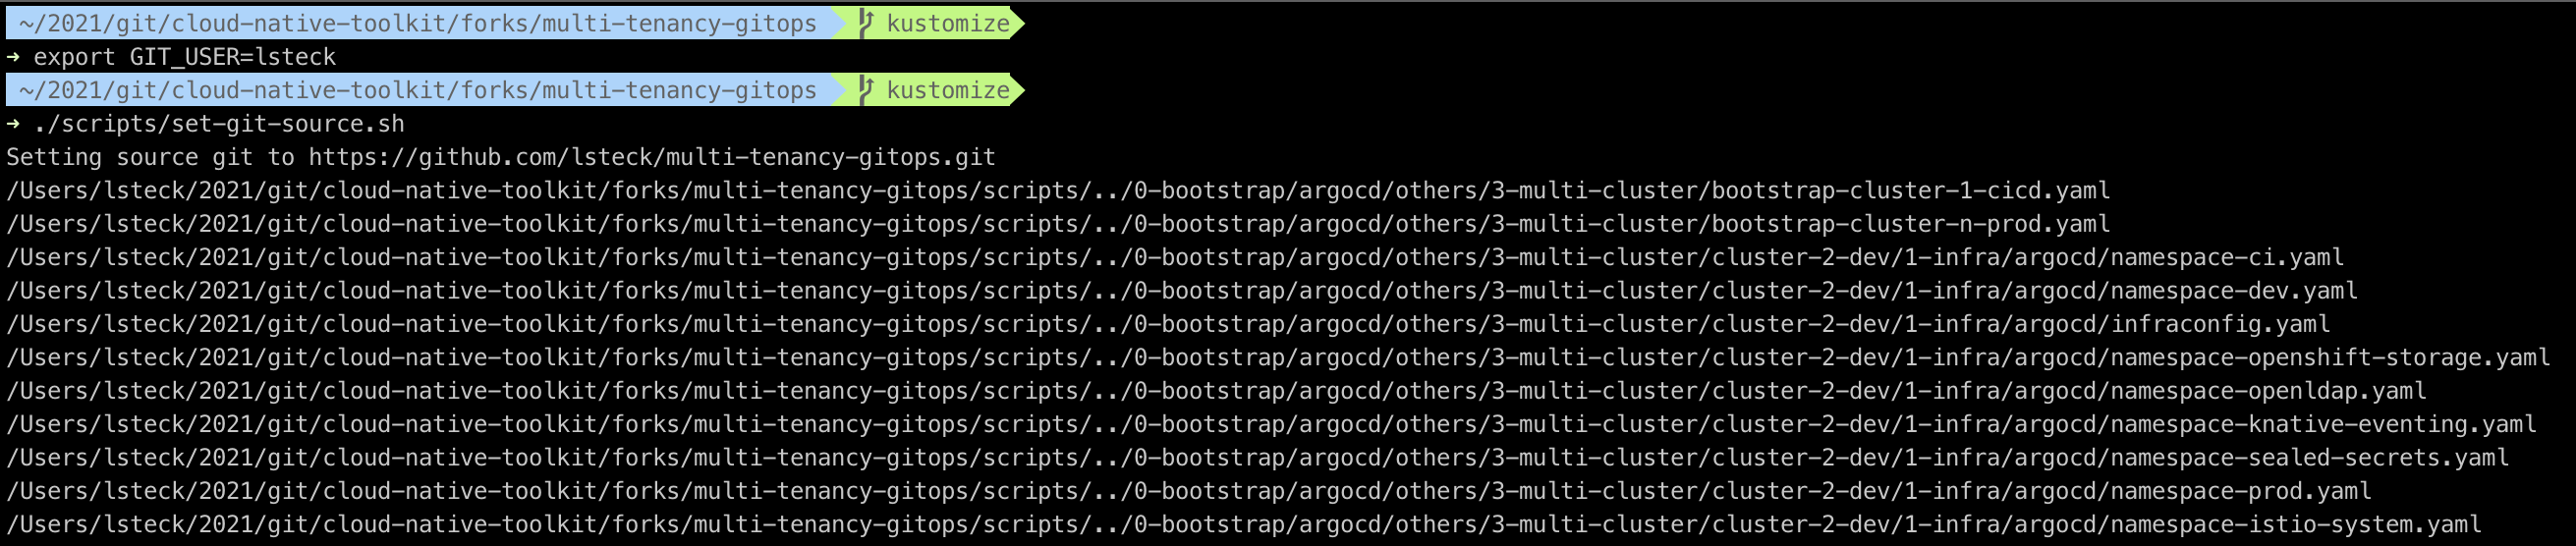 ~/2021/git/cloud-native-toolkit/forks/multi-tenancy-gitops kustomize
→ export GIT_USER=lsteck
~/2021/git/cloud-native-toolkit/forks/multi-tenancy-gitops kustomize
→ ./scripts/set-git-source.sh
Setting source git to https://github.com/lsteck/multi-tenancy-gitops.git
/Users/lsteck/2021/git/cloud-native-toolkit/forks/multi-tenancy-gitops/scripts/../0-bootstrap/argocd/others/3-multi-cluster/bootstrap-cluster-1-cicd.yaml
/Users/lsteck/2021/git/cloud-native-toolkit/forks/multi-tenancy-gitops/scripts/../0-bootstrap/argocd/others/3-multi-cluster/bootstrap-cluster-n-prod.yaml
/Users/lsteck/2021/git/cloud-native-toolkit/forks/multi-tenancy-gitops/scripts/../0-bootstrap/argocd/others/3-multi-cluster/cluster-2-dev/1-infra/argocd/namespace-ci.yaml
/Users/lsteck/2021/git/cloud-native-toolkit/forks/multi-tenancy-gitops/scripts/../0-bootstrap/argocd/others/3-multi-cluster/cluster-2-dev/1-infra/argocd/namespace-dev.yaml
/Users/lsteck/2021/git/cloud-native-toolkit/forks/multi-tenancy-gitops/scripts/../0-bootstrap/argocd/others/3-multi-cluster/cluster-2-dev/1-infra/argocd/infraconfig.yaml
/Users/lsteck/2021/git/cloud-native-toolkit/forks/multi-tenancy-gitops/scripts/../0-bootstrap/argocd/others/3-multi-cluster/cluster-2-dev/1-infra/argocd/namespace-openshift-storage.yaml
/Users/lsteck/2021/git/cloud-native-toolkit/forks/multi-tenancy-gitops/scripts/../0-bootstrap/argocd/others/3-multi-cluster/cluster-2-dev/1-infra/argocd/namespace-openldap.yaml
/Users/lsteck/2021/git/cloud-native-toolkit/forks/multi-tenancy-gitops/scripts/../0-bootstrap/argocd/others/3-multi-cluster/cluster-2-dev/1-infra/argocd/namespace-knative-eventing.yaml
/Users/lsteck/2021/git/cloud-native-toolkit/forks/multi-tenancy-gitops/scripts/../0-bootstrap/argocd/others/3-multi-cluster/cluster-2-dev/1-infra/argocd/namespace-sealed-secrets.yaml
/Users/lsteck/2021/git/cloud-native-toolkit/forks/multi-tenancy-gitops/scripts/../0-bootstrap/argocd/others/3-multi-cluster/cluster-2-dev/1-infra/argocd/namespace-prod.yaml
/Users/lsteck/2021/git/cloud-native-toolkit/forks/multi-tenancy-gitops/scripts/../0-bootstrap/argocd/others/3-multi-cluster/cluster-2-dev/1-infra/argocd/namespace-istio-system.yaml